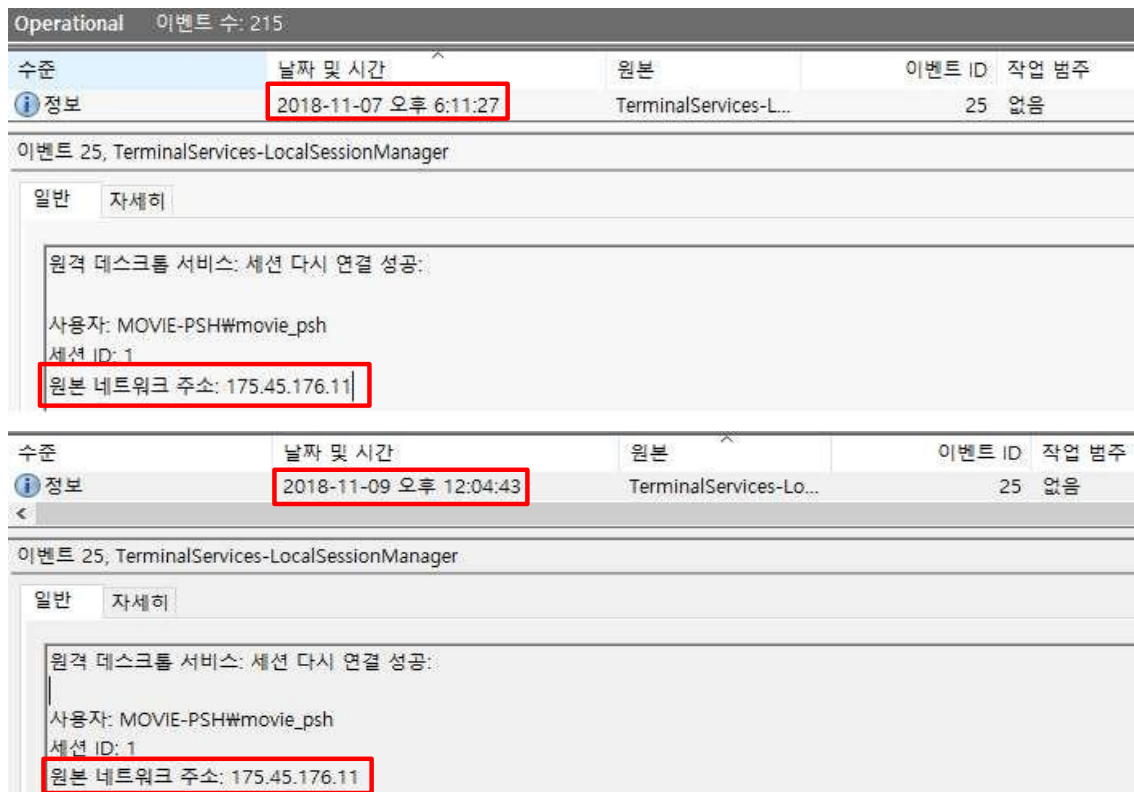 Operational 이벤트 수: 215
수준 날짜 및 시간 원본 이벤트 ID 작업 범주
정보 2018-11-07 오후 6:11:27 TerminalServices-L... 25 없음
이벤트 25, TerminalServices-LocalSessionManager
일반 자세히
원격 데스크톱 서비스: 세션 다시 연결 성공:
사용자: MOVIE-PSH₩movie_psh
세션 ID: 1
원본 네트워크 주소: 175.45.176.11
수준 날짜 및 시간 원본 이벤트 ID 작업 범주
정보 2018-11-09 오후 12:04:43 TerminalServices-Lo... 25 없음
이벤트 25, TerminalServices-LocalSessionManager
일반 자세히
원격 데스크톱 서비스: 세션 다시 연결 성공:
사용자: MOVIE-PSH₩movie_psh
세션 ID: 1
원본 네트워크 주소: 175.45.176.11